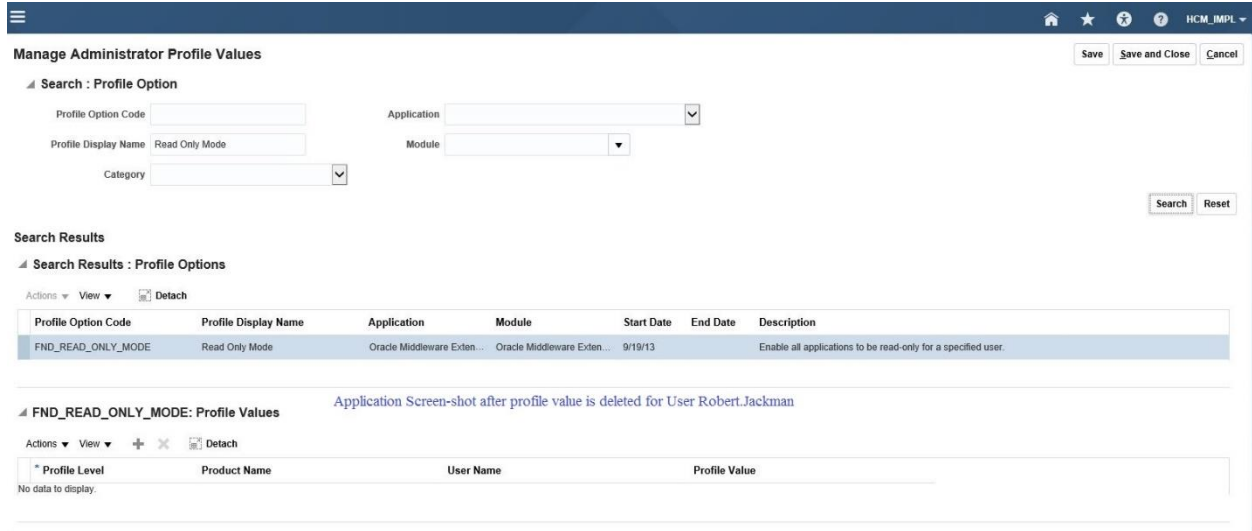 HCM_IMPL
Manage Administrator Profile Values
Save Save and Close Cancel
Search : Profile Option
Profile Option Code Application
Profile Display Name Read Only Mode Module
Category
Search Reset
Search Results
Search Results : Profile Options
Actions View Detach
Profile Option Code Profile Display Name Application Module Start Date End Date Description
FND_READ_ONLY_MODE Read Only Mode Oracle Middleware Exten... Oracle Middleware Exten... 9/19/13 Enable all applications to be read-only for a specified user.
Application Screen-shot after profile value is deleted for User Robert.Jackman
FND_READ_ONLY_MODE: Profile Values
Actions View Detach
* Profile Level Product Name User Name Profile Value
No data to display.